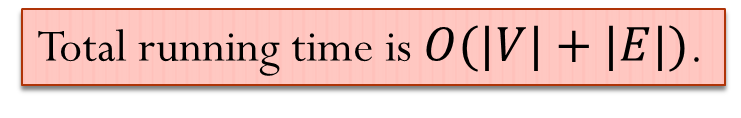 Total running time is O(|V| + |E|).